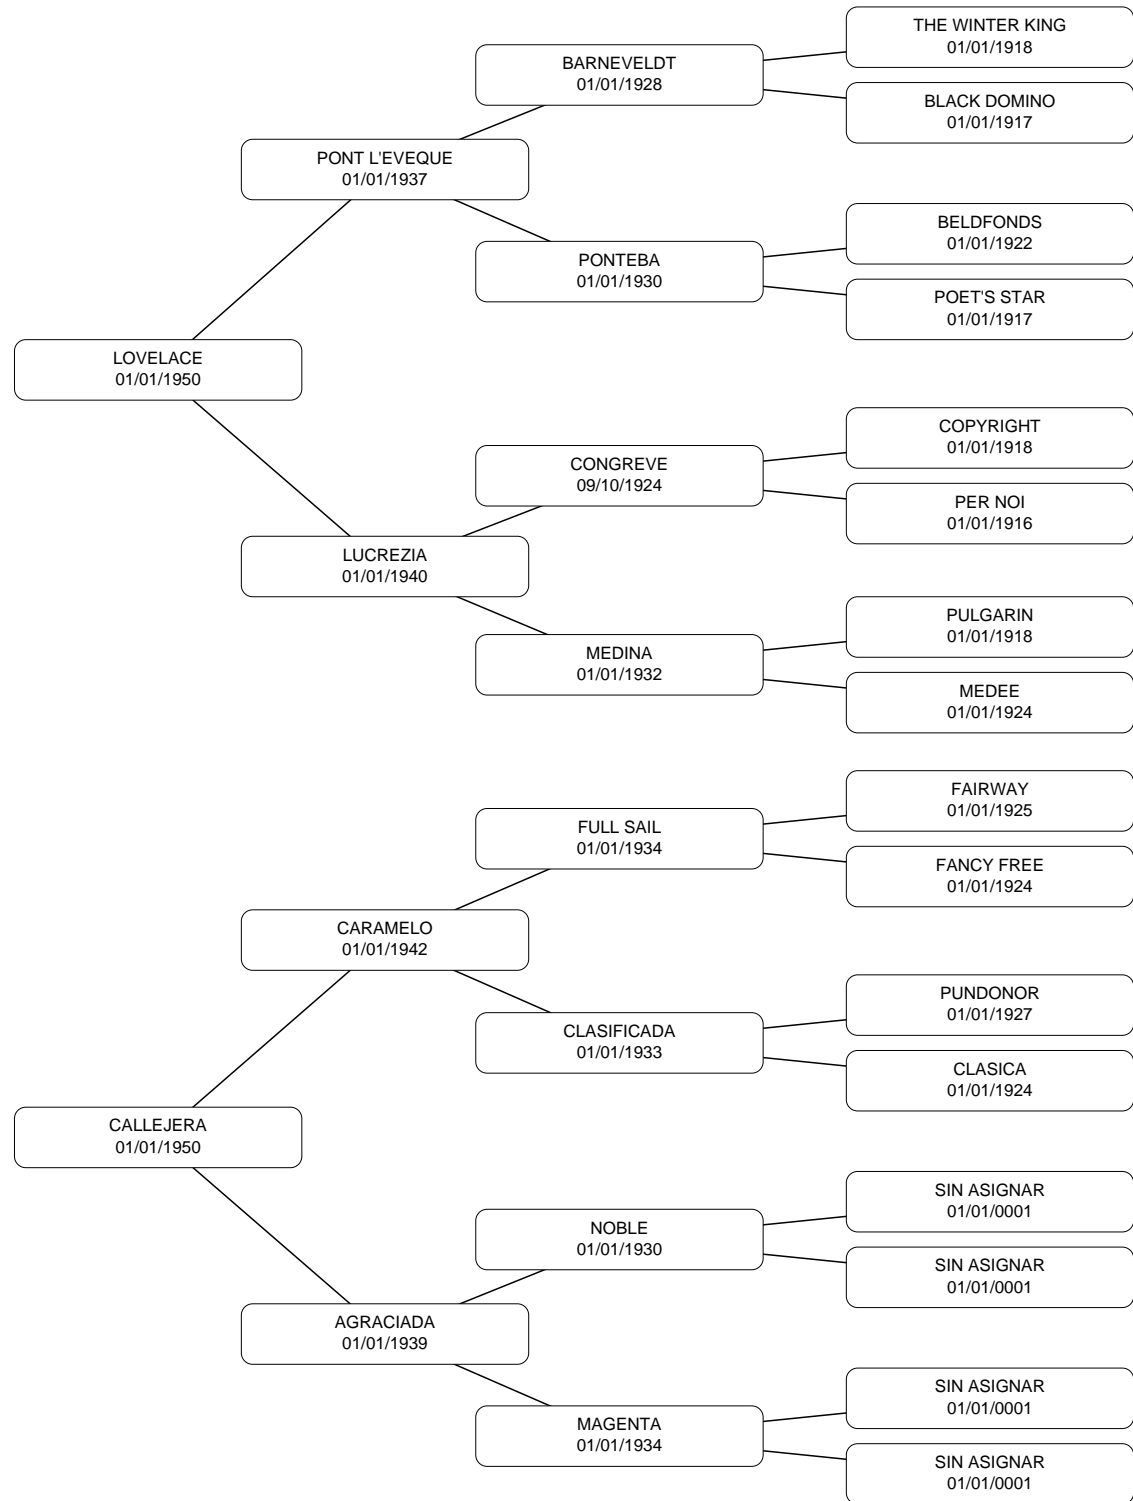 THE WINTER KING
01/01/1918
BARNEVELDT
01/01/1928
BLACK DOMINO
01/01/1917
PONT L'EVEQUE
01/01/1937
BELDFONDS
01/01/1922
PONTEBA
01/01/1930
POET'S STAR
01/01/1917
LOVELACE
01/01/1950
COPYRIGHT
01/01/1918
CONGREVE
09/10/1924
PER NOI
01/01/1916
LUCREZIA
01/01/1940
PULGARIN
01/01/1918
MEDINA
01/01/1932
MEDEE
01/01/1924
FAIRWAY
01/01/1925
FULL SAIL
01/01/1934
FANCY FREE
01/01/1924
CARAMELO
01/01/1942
PUNDONOR
01/01/1927
CLASIFICADA
01/01/1933
CLASICA
01/01/1924
CALLEJERA
01/01/1950
SIN ASIGNAR
01/01/0001
NOBLE
01/01/1930
SIN ASIGNAR
01/01/0001
AGRACIADA
01/01/1939
SIN ASIGNAR
01/01/0001
MAGENTA
01/01/1934
SIN ASIGNAR
01/01/0001